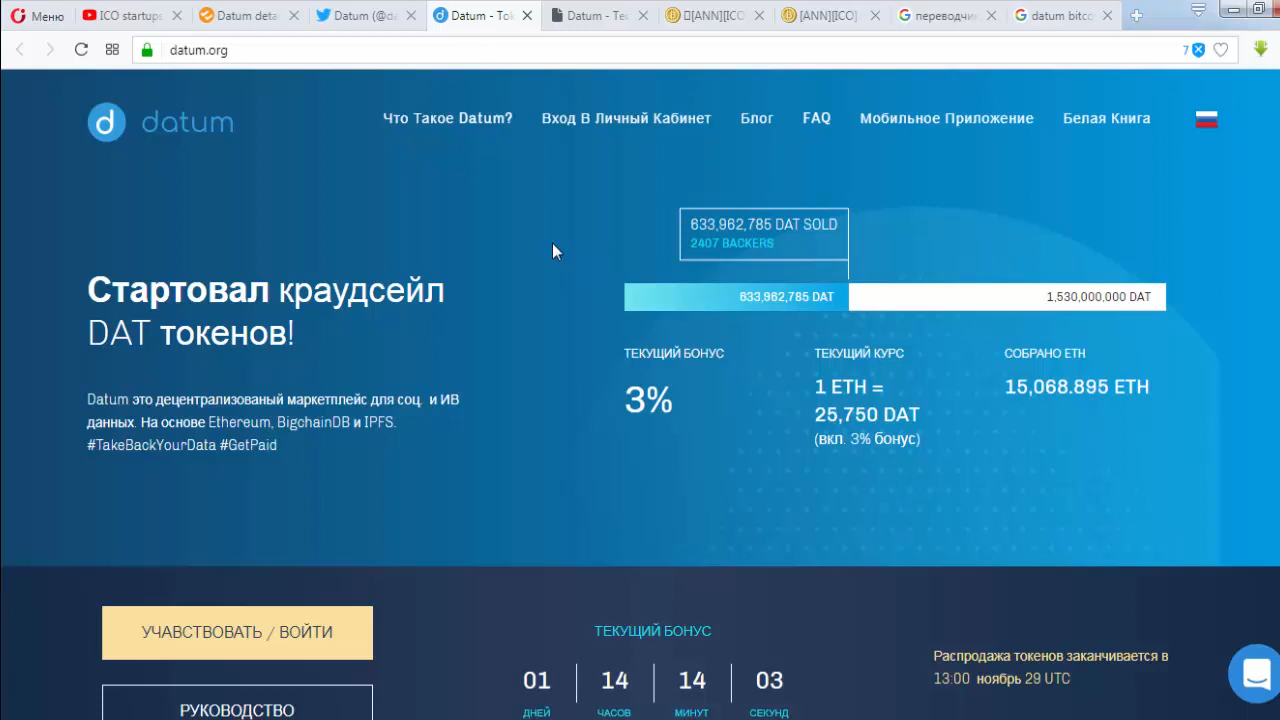 Меню
ICO startups
Datum deta
Datum (@da
Datum - Tok
Datum - Te
[ANN][ICO
[ANN][ICO]
переводчи
datum bitco
datum.org
7
d datum
Что Такое Datum?
Вход В Личный Кабинет
Блог
FAQ
Мобильное Приложение
Белая Книга
633,962,785 DAT SOLD
2407 BACKERS
633,962,785 DAT
1,530,000,000 DAT
Стартовал краудсейл
DAT токенов!
Datum это децентрализованый маркетплейс для соц. и ИВ
данных. На основе Ethereum, BigchainDB и IPFS.
#TakeBackYourData #GetPaid
ТЕКУЩИЙ БОНУС
3%
ТЕКУЩИЙ КУРС
1 ETH =
25,750 DAT
(вкл. 3% бонус)
СОБРАНО ETH
15,068.895 ETH
УЧАВСТВОВАТЬ / ВОЙТИ
РУКОВОДСТВО
ТЕКУЩИЙ БОНУС
01 14 14 03
ДНЕЙ ЧАСОВ МИНУТ СЕКУНД
Распродажа токенов заканчивается в
13:00 ноябрь 29 UTC